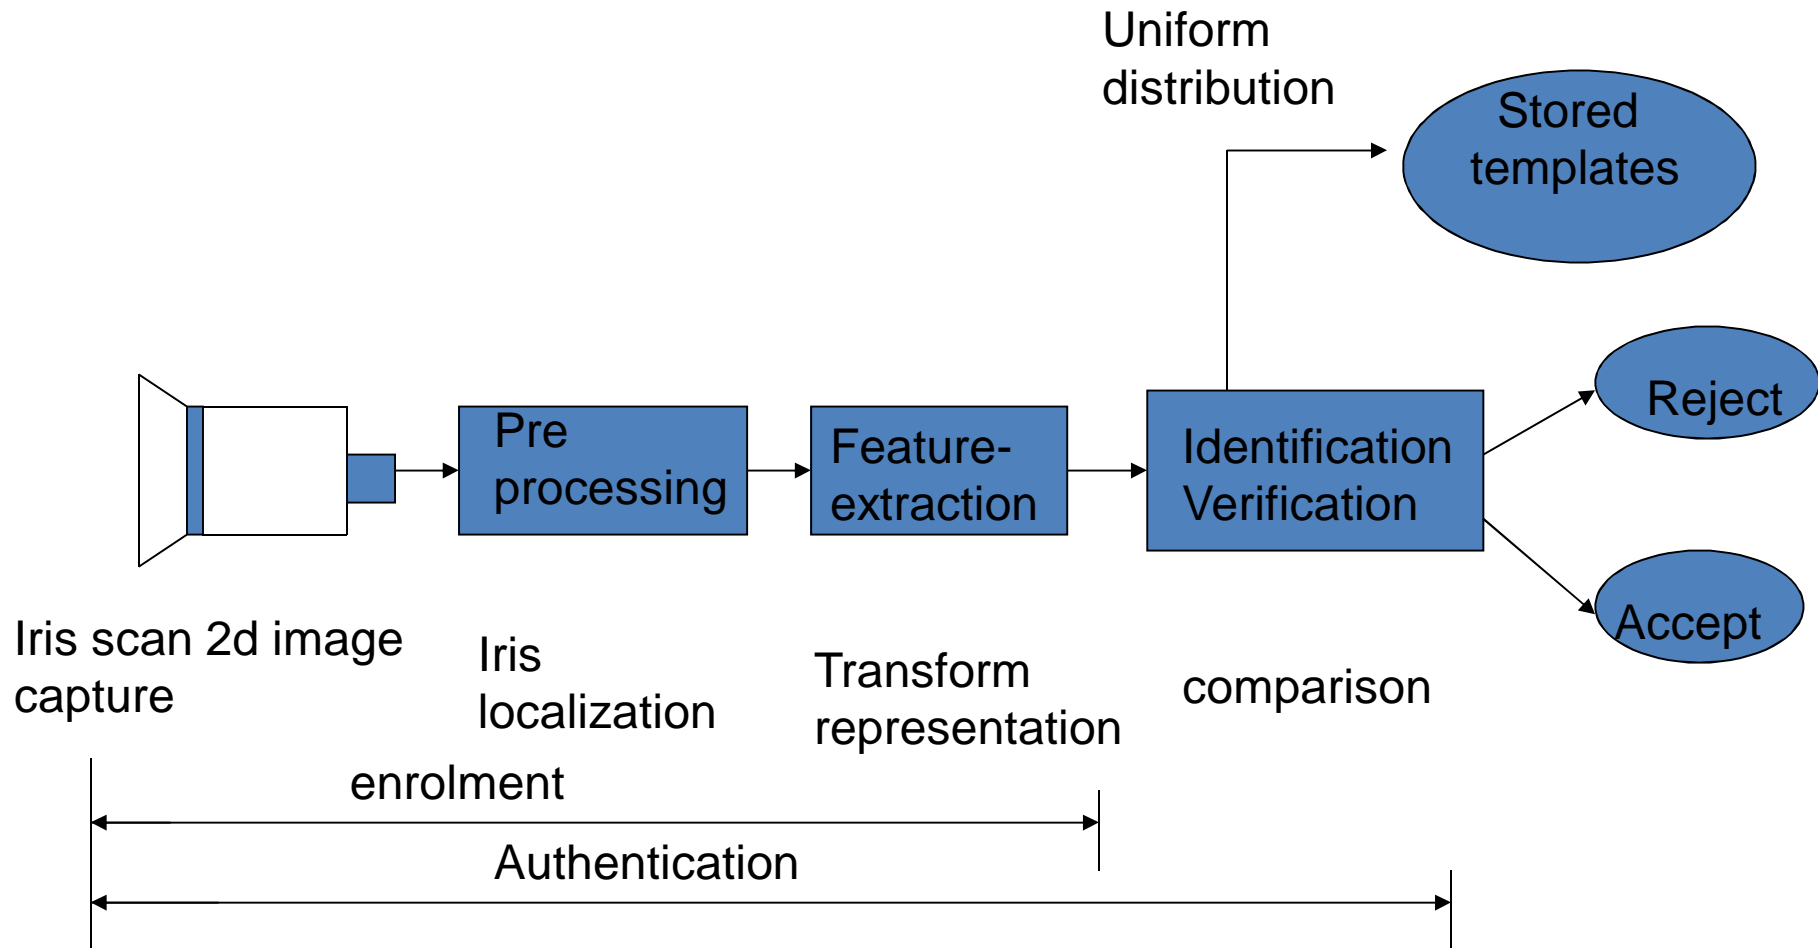 Uniform
distribution
Stored
templates
Reject
Pre
processing
Feature-
extraction
Identification
Verification
Accept
Iris scan 2d image
capture
Iris
localization
Transform
representation
comparison
enrolment
Authentication